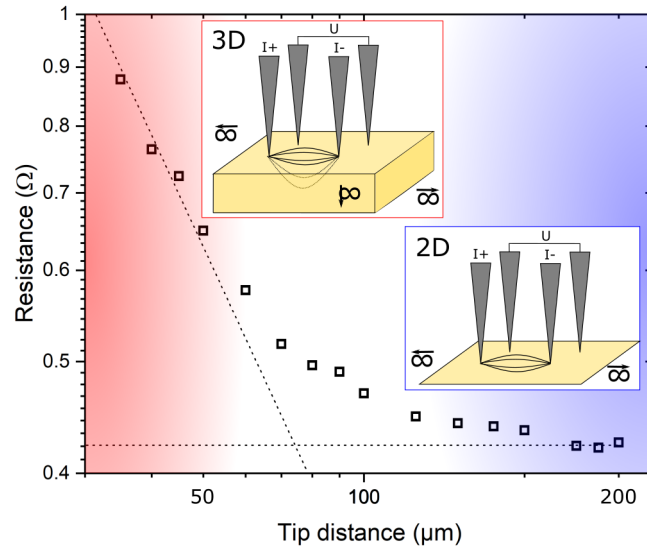 1
0.9
0.8
0.7
0.6
0.5
0.4
Resistance (Ω)
3D
U
I+
I-
∞
∞
∞
2D
U
I+
I-
∞
∞
50
100
200
Tip distance (μm)